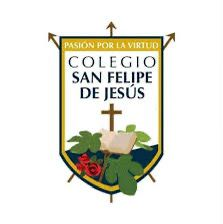 PASIÓN POR LA VIRTUD
COLEGIO
SAN FELIPE
DE JESÚS